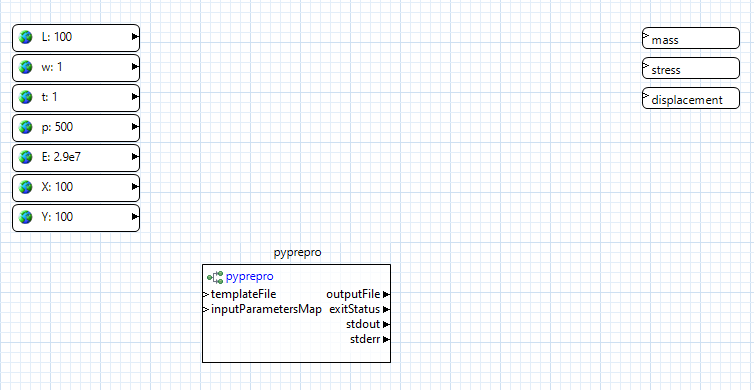 L: 100
w: 1
t: 1
p: 500
E: 2.9e7
X: 100
Y: 100
mass
stress
displacement
pyprepro
pyprepro
templateFile outputFile
inputParametersMap exitStatus
stdout
stderr